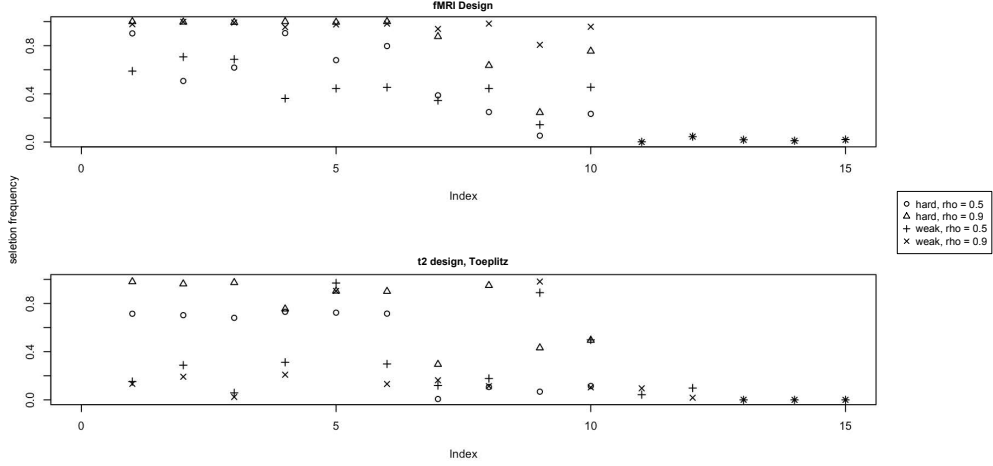 fMRI Design
0.0 0.4 0.8
0 5 10 15
Index
seletion frequency
hard, rho = 0.5
hard, rho = 0.9
weak, rho = 0.5
weak, rho = 0.9
t2 design, Toeplitz
0.0 0.4 0.8
0 5 10 15
Index